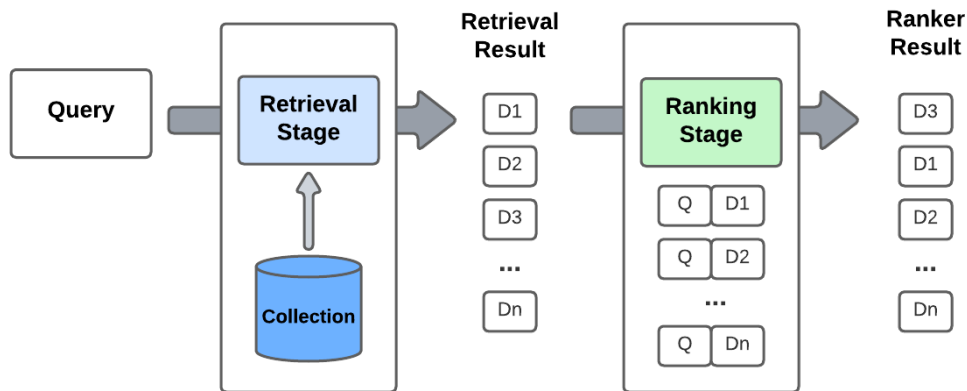 Query
Retrieval
Stage
Collection
Retrieval
Result
D1
D2
D3
...
Dn
Ranking
Stage
Q D1
Q D2
...
Q Dn
Ranker
Result
D3
D1
D2
...
Dn